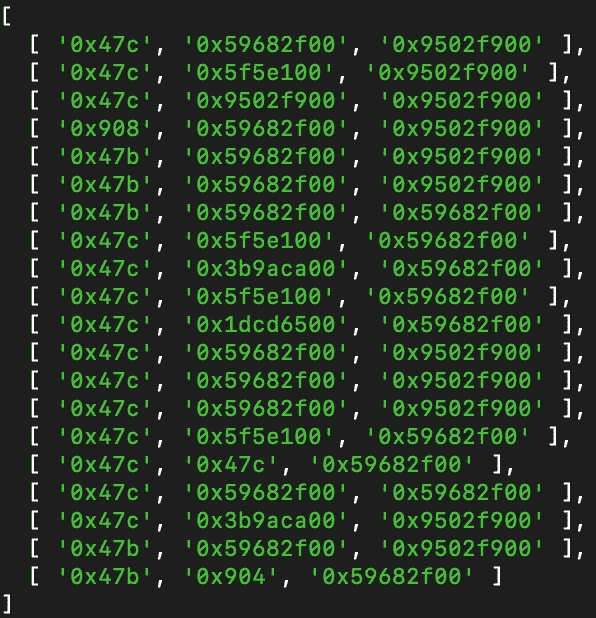 [
  [ '0x47c', '0x59682f00', '0x9502f900' ],
  [ '0x47c', '0x5f5e100', '0x9502f900' ],
  [ '0x47c', '0x9502f900', '0x9502f900' ],
  [ '0x908', '0x59682f00', '0x9502f900' ],
  [ '0x47b', '0x59682f00', '0x9502f900' ],
  [ '0x47b', '0x59682f00', '0x9502f900' ],
  [ '0x47b', '0x59682f00', '0x9502f900' ],
  [ '0x47c', '0x5f5e100', '0x59682f00' ],
  [ '0x47c', '0x3b9aca00', '0x59682f00' ],
  [ '0x47c', '0x5f5e100', '0x59682f00' ],
  [ '0x47c', '0x1dcd6500', '0x59682f00' ],
  [ '0x47c', '0x59682f00', '0x9502f900' ],
  [ '0x47c', '0x59682f00', '0x9502f900' ],
  [ '0x47c', '0x59682f00', '0x9502f900' ],
  [ '0x47c', '0x5f5e100', '0x59682f00' ],
  [ '0x47c', '0x47c', '0x59682f00' ],
  [ '0x47c', '0x59682f00', '0x59682f00' ],
  [ '0x47c', '0x3b9aca00', '0x9502f900' ],
  [ '0x47b', '0x59682f00', '0x9502f900' ],
  [ '0x47b', '0x904', '0x59682f00' ]
]